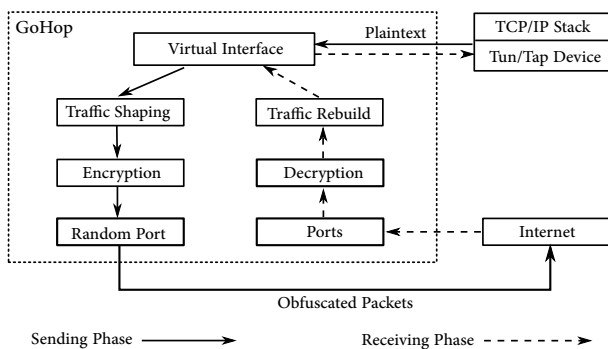 GoHop
Plaintext
TCP/IP Stack
Virtual Interface
Tun/Tap Device
Traffic Shaping
Traffic Rebuild
Encryption
Decryption
Random Port
Ports
Internet
Obfuscated Packets
Sending Phase
Receiving Phase